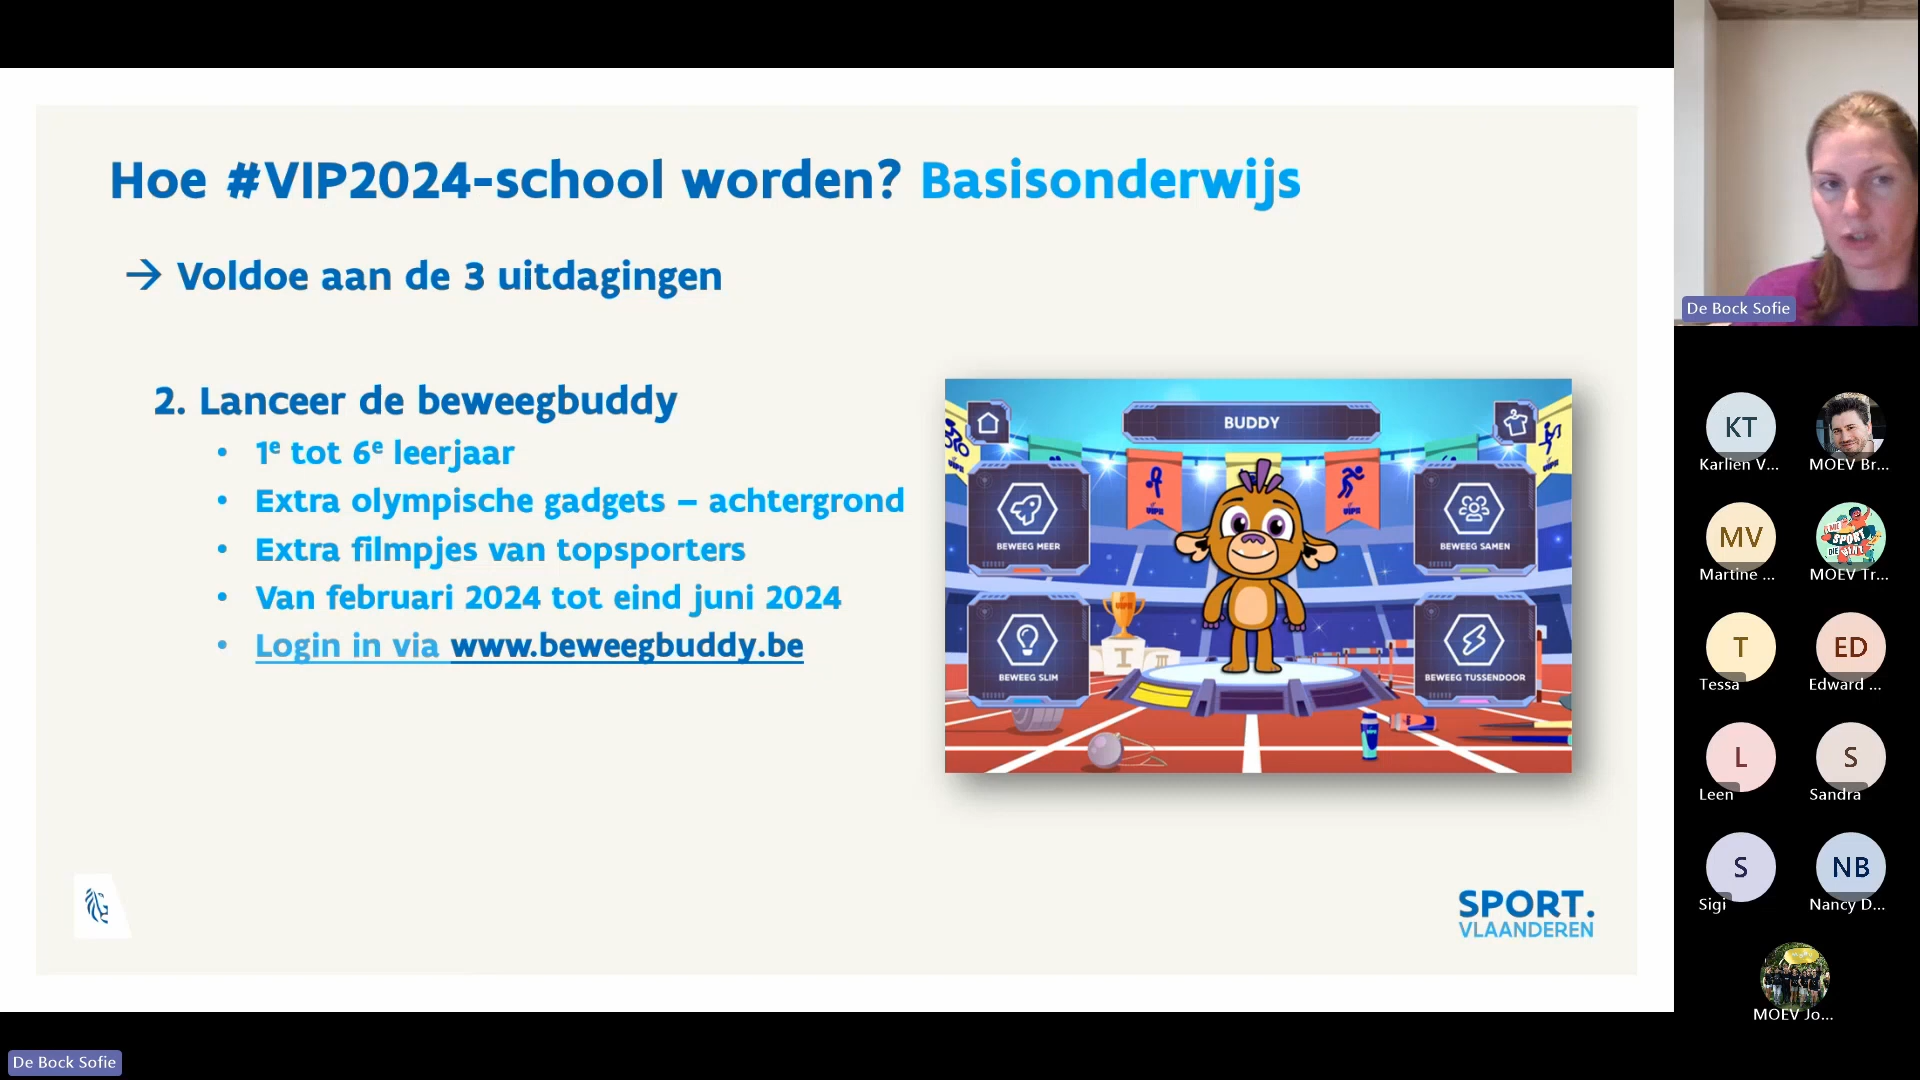 Hoe #VIP2024-school worden? Basisonderwijs
→ Voldoe aan de 3 uitdagingen
2. Lanceer de beweegbuddy
• 1e tot 6e leerjaar
• Extra olympische gadgets – achtergrond
• Extra filmpjes van topsporters
• Van februari 2024 tot eind juni 2024
• Login in via www.beweegbuddy.be
BUDDY
BEWEEG MEER
BEWEEG SAMEN
BEWEEG SLIM
BEWEEG TUSSENDOOR
SPORT.
VLAANDEREN
De Bock Sofie
KT
Karlien V...
MOEV Br...
MV
Martine ...
SPORT
MOEV Tr...
T
Tessa
ED
Edward ...
L
Leen
S
Sandra
S
Sigi
NB
Nancy D...
MOEV Jo...
De Bock Sofie